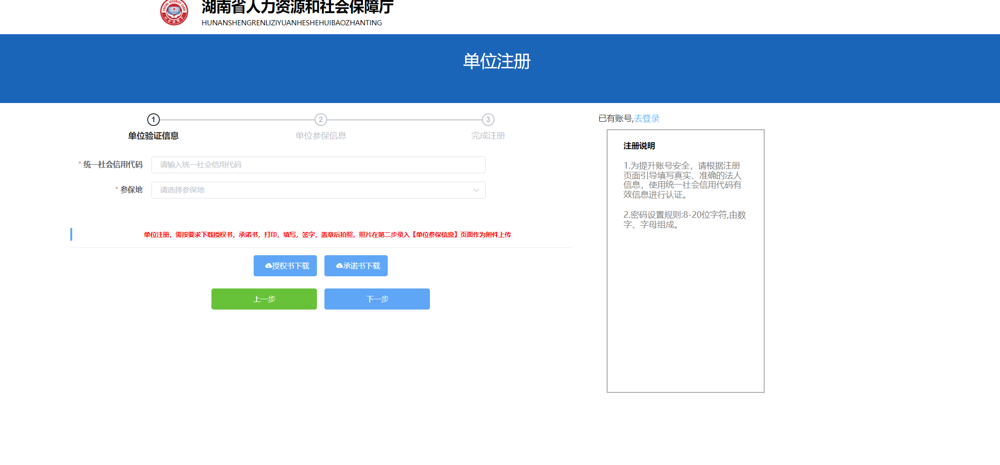 湖南省人力资源和社会保障厅
HUNANSHENGRENLIZIYUANHESHEHUIBAOZHANTING
SOCIAL SECURITY CARD
社会保障卡
单位注册
1
2
3
单位验证信息
单位参保信息
完成注册
* 统一社会信用代码
请输入统一社会信用代码
* 参保地
请选择参保地
单位注册，需按要求下载授权书，承诺书，打印，填写，签字，盖章后拍照，照片在第二步录入【单位参保信息】页面作为附件上传
授权书下载
承诺书下载
上一步
下一步
已有账号,去登录
注册说明
1.为提升账号安全，请根据注册
页面引导填写真实、准确的法人
信息，使用统一社会信用代码有
效信息进行认证。
2.密码设置规则:8-20位字符,由数
字、字母组成。